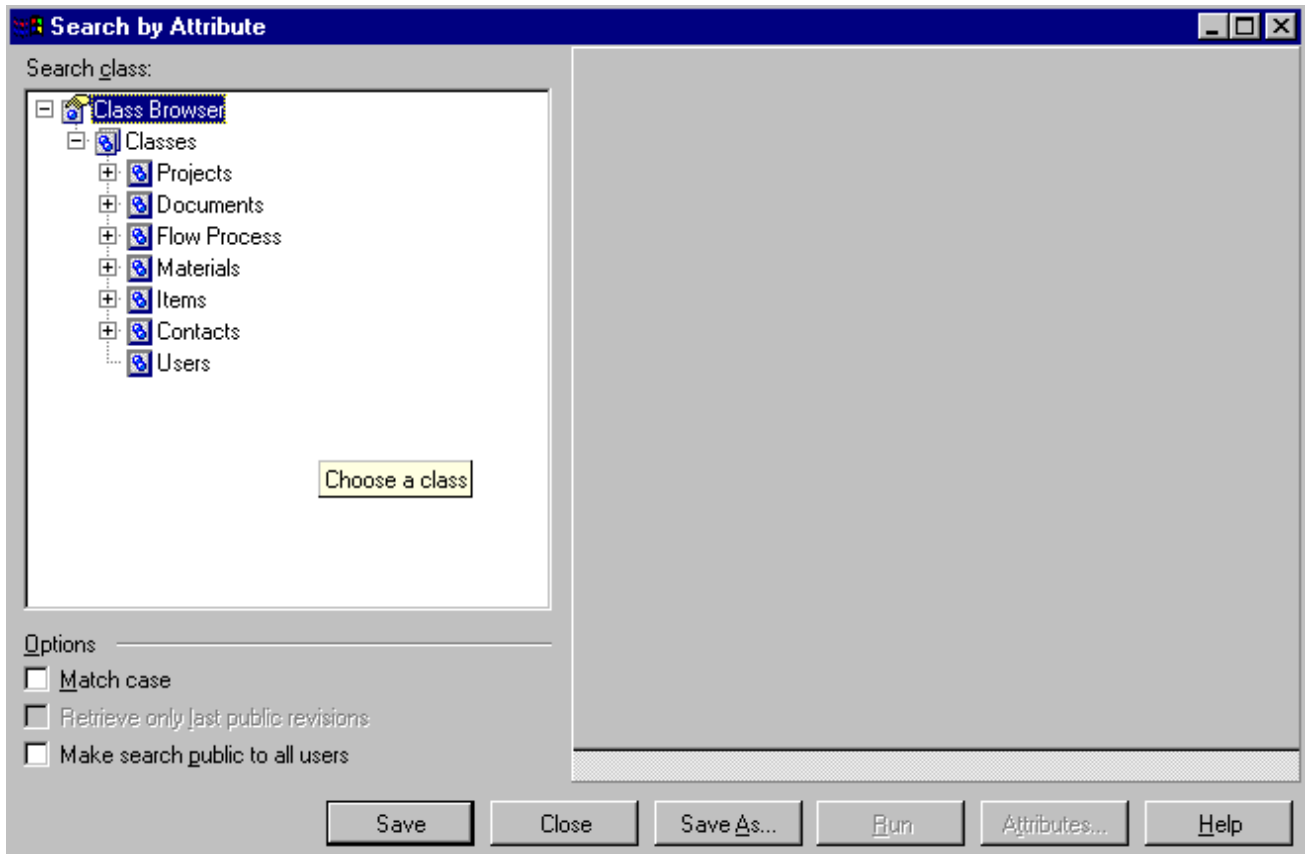 Search by Attribute
Search class:
Class Browser
Classes
Projects
Documents
Flow Process
Materials
Items
Contacts
Users
Choose a class
Options
Match case
Retrieve only last public revisions
Make search public to all users
Save Close Save As... Run Attributes... Help